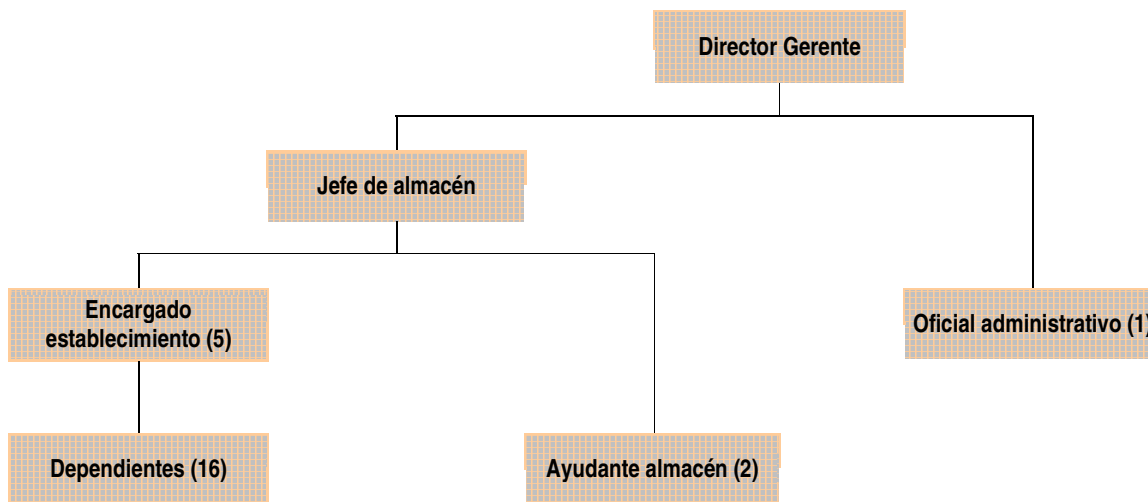 Director Gerente
Jefe de almacén
Encargado
establecimiento (5)
Oficial administrativo (1)
Dependientes (16)
Ayudante almacén (2)